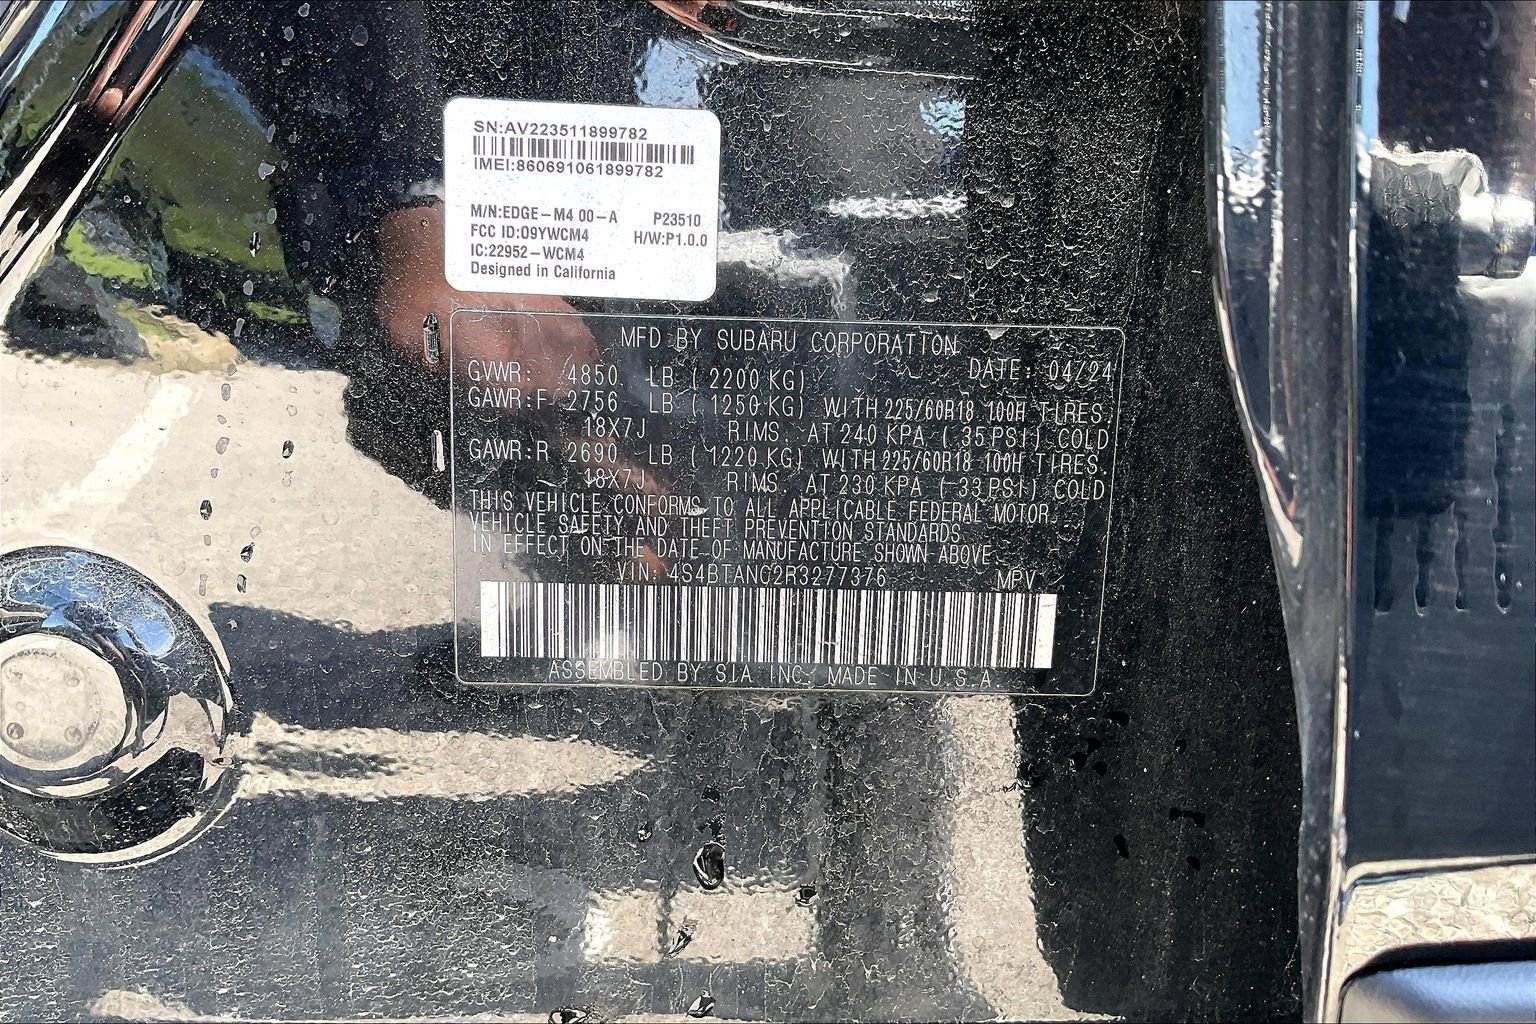 SN:AV223511899782
IMEI:860691061899782
M/N:EDGE-M4 00-A P23510
FCC ID:O9YWCM4 H/W:P1.0.0
IC:22952-WCM4
Designed in California
MFD BY SUBARU CORPORATION
GVWR: 4850 LB ( 2200 KG) DATE: 04/24
GAWR:F 2756 LB ( 1250 KG) WITH 225/60R18 100H TIRES,
18X7J RIMS, AT 240 KPA ( 35 PSI) COLD
GAWR:R 2690 LB ( 1220 KG) WITH 225/60R18 100H TIRES,
18X7J RIMS, AT 230 KPA ( 33 PSI) COLD
THIS VEHICLE CONFORMS TO ALL APPLICABLE FEDERAL MOTOR
VEHICLE SAFETY AND THEFT PREVENTION STANDARDS
IN EFFECT ON THE DATE OF MANUFACTURE SHOWN ABOVE.
VIN: 4S4BTANC2R3277376 MPV
ASSEMBLED BY SIA INC. MADE IN U.S.A